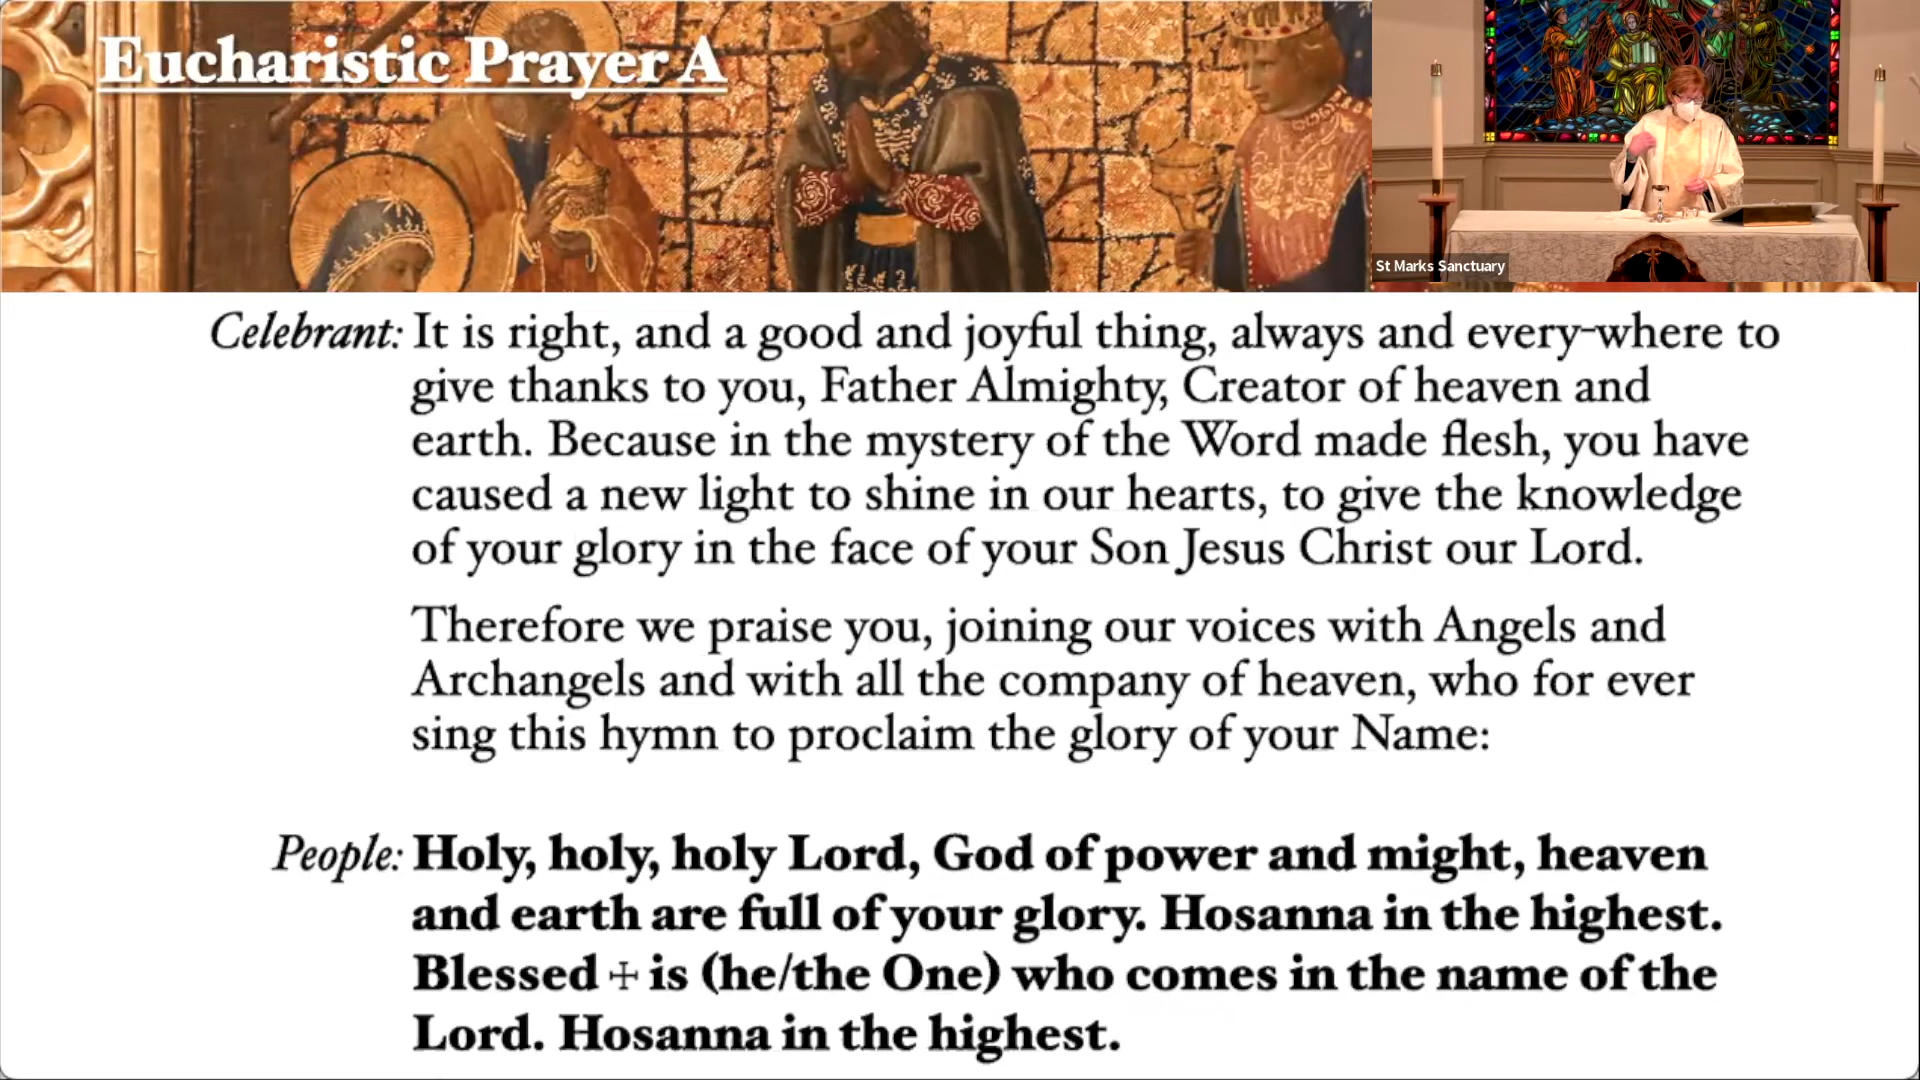 Eucharistic Prayer A
St Marks Sanctuary
Celebrant: It is right, and a good and joyful thing, always and every-where to
give thanks to you, Father Almighty, Creator of heaven and
earth. Because in the mystery of the Word made flesh, you have
caused a new light to shine in our hearts, to give the knowledge
of your glory in the face of your Son Jesus Christ our Lord.
Therefore we praise you, joining our voices with Angels and
Archangels and with all the company of heaven, who for ever
sing this hymn to proclaim the glory of your Name:
People: Holy, holy, holy Lord, God of power and might, heaven
and earth are full of your glory. Hosanna in the highest.
Blessed ☩ is (he/the One) who comes in the name of the
Lord. Hosanna in the highest.